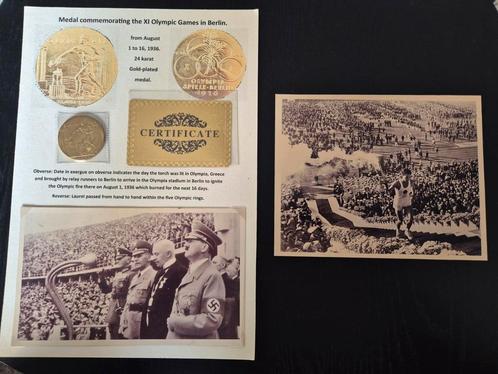 Medal commemorating the XI Olympic Games in Berlin.
from August
1 to 16, 1936.
24 karat
Gold-plated
medal.
OLYMPIA
SPIELE·BERLIN
1936
CERTIFICATE
Obverse: Date in exergue on obverse indicates the day the torch was lit in Olympia, Greece
and brought by relay runners to Berlin to arrive in the Olympia stadium in Berlin to ignite
the Olympic fire there on August 1, 1936 which burned for the next 16 days.
Reverse: Laurel passed from hand to hand within the five Olympic rings.